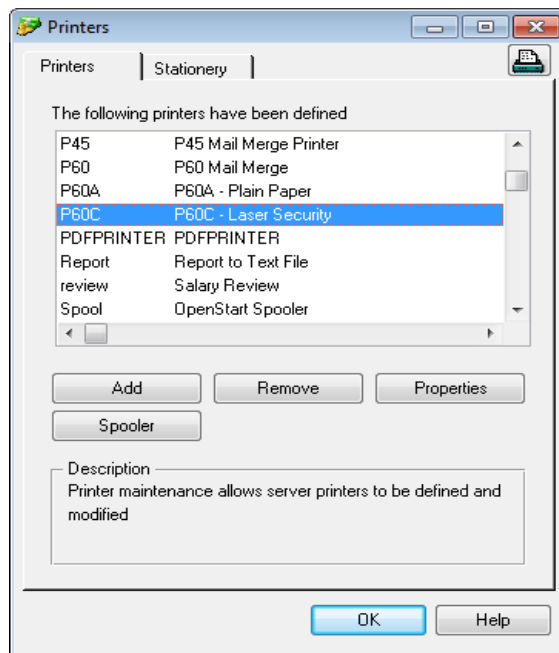 Printers
Printers Stationery
The following printers have been defined
P45 P45 Mail Merge Printer
P60 P60 Mail Merge
P60A P60A - Plain Paper
P60C P60C - Laser Security
PDFPRINTER PDFPRINTER
Report Report to Text File
review Salary Review
Spool OpenStart Spooler
Add Remove Properties
Spooler
Description
Printer maintenance allows server printers to be defined and
modified
OK Help